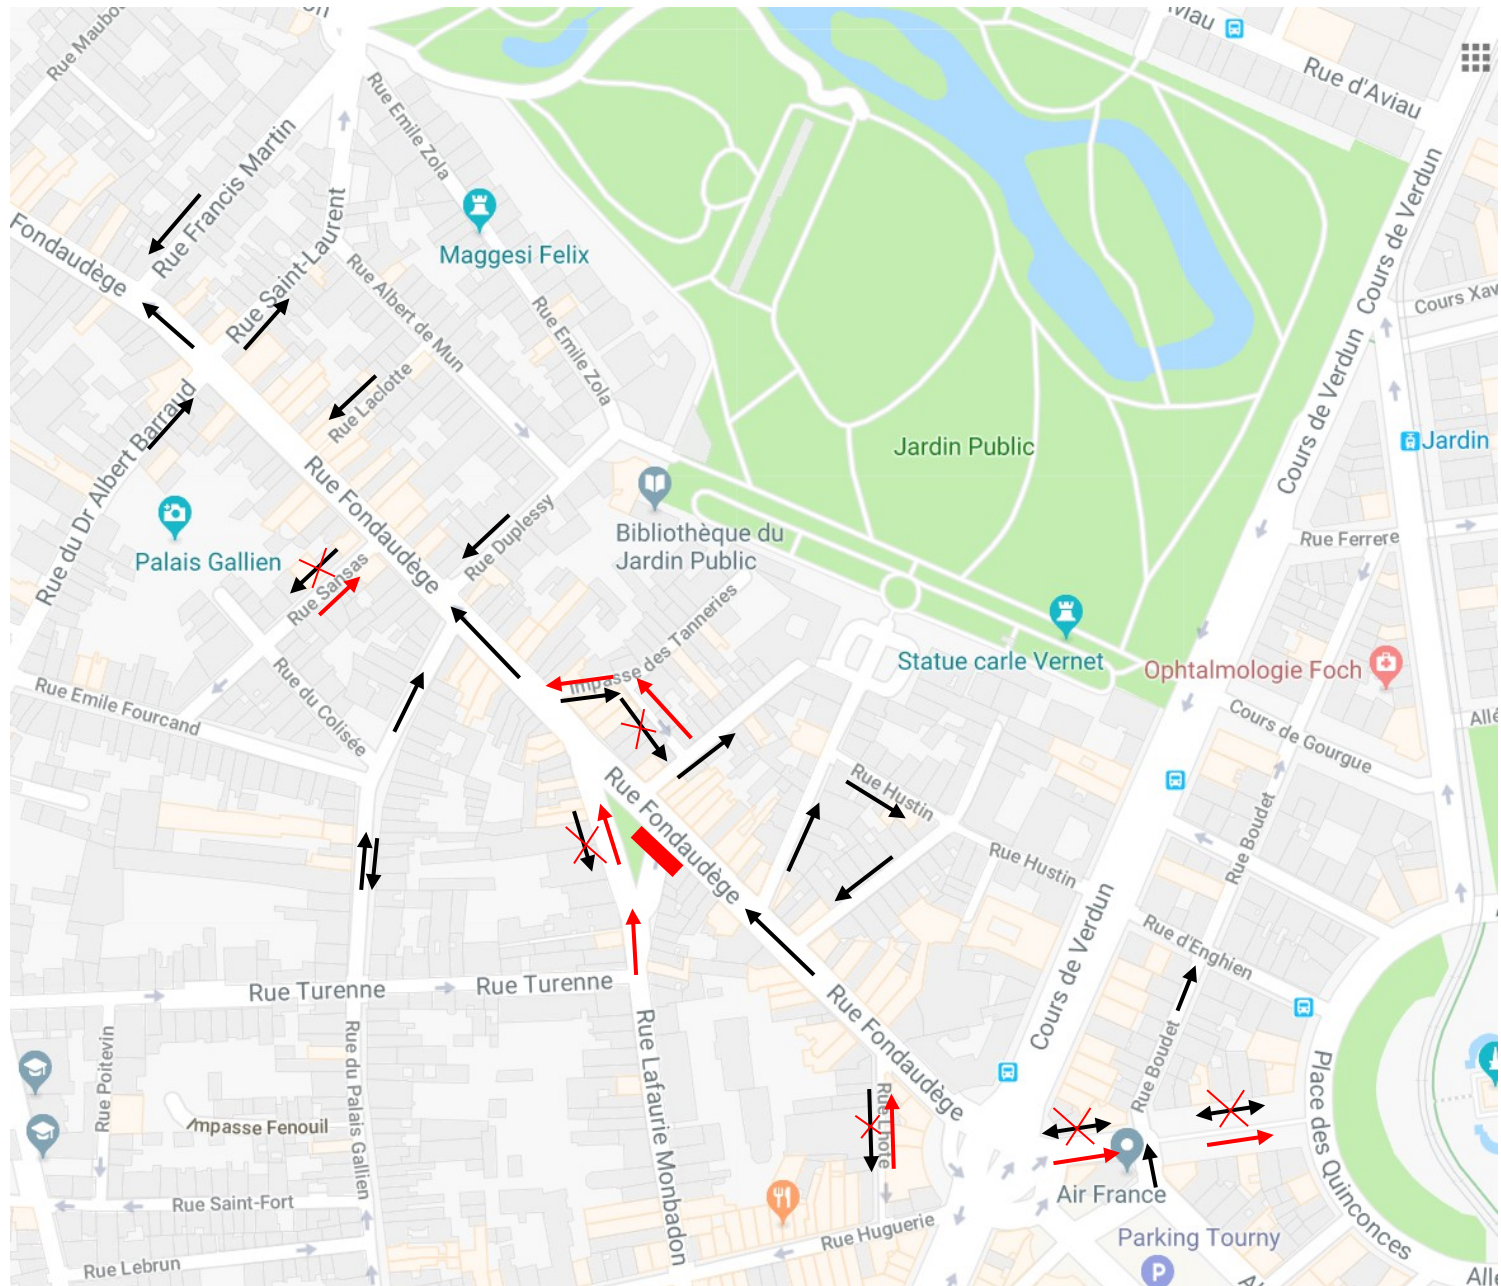 Viau
Rue d'Aviau
Rue Emile Zola
Rue Francis Martin
Rue Saint-Laurent
Cours de Verdun
Fondaudège
Maggesi Felix
Rue Albert de Mun
Rue Emile Zola
Cours de Verdun
Rue Laclotte
Cours de Verdun
Jardin Public
Jardin
Rue du Dr Albert Barraud
Rue Fondaudège
Rue Duplessy
Bibliothèque du
Jardin Public
Rue Ferrere
Palais Gallien
Rue Sansas
Impasse des Tanneries
Statue carle Vernet
Ophtalmologie Foch
Rue Emile Fourcand
Rue du Colisée
Cours de Gourgue
Rue Fondaudège
Rue Hustin
Rue Boudet
Rue Hustin
Rue d'Enghien
Cours de Verdun
Rue Turenne
Rue Turenne
Rue Fondaudège
Rue Boudet
Rue Poitevin
Rue du Palais Gallien
Rue Lafaurie Monbadon
Rue Lhote
Impasse Fenouil
Place des Quinconces
Air France
Rue Saint-Fort
Rue Huguerie
Parking Tourny
P
Rue Lebrun